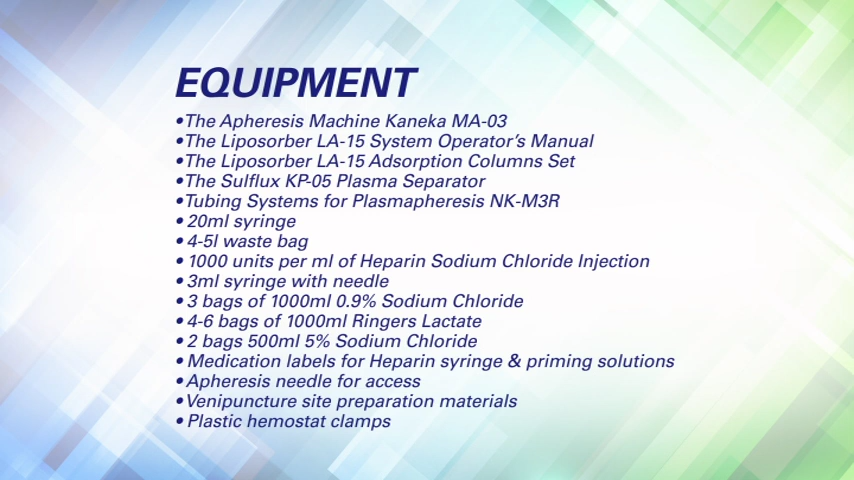 EQUIPMENT
•The Apheresis Machine Kaneka MA-03
•The Liposorber LA-15 System Operator’s Manual
•The Liposorber LA-15 Adsorption Columns Set
•The Sulflux KP-05 Plasma Separator
•Tubing Systems for Plasmapheresis NK-M3R
• 20ml syringe
• 4-5l waste bag
• 1000 units per ml of Heparin Sodium Chloride Injection
• 3ml syringe with needle
• 3 bags of 1000ml 0.9% Sodium Chloride
• 4-6 bags of 1000ml Ringers Lactate
• 2 bags 500ml 5% Sodium Chloride
• Medication labels for Heparin syringe & priming solutions
• Apheresis needle for access
•Venipuncture site preparation materials
• Plastic hemostat clamps